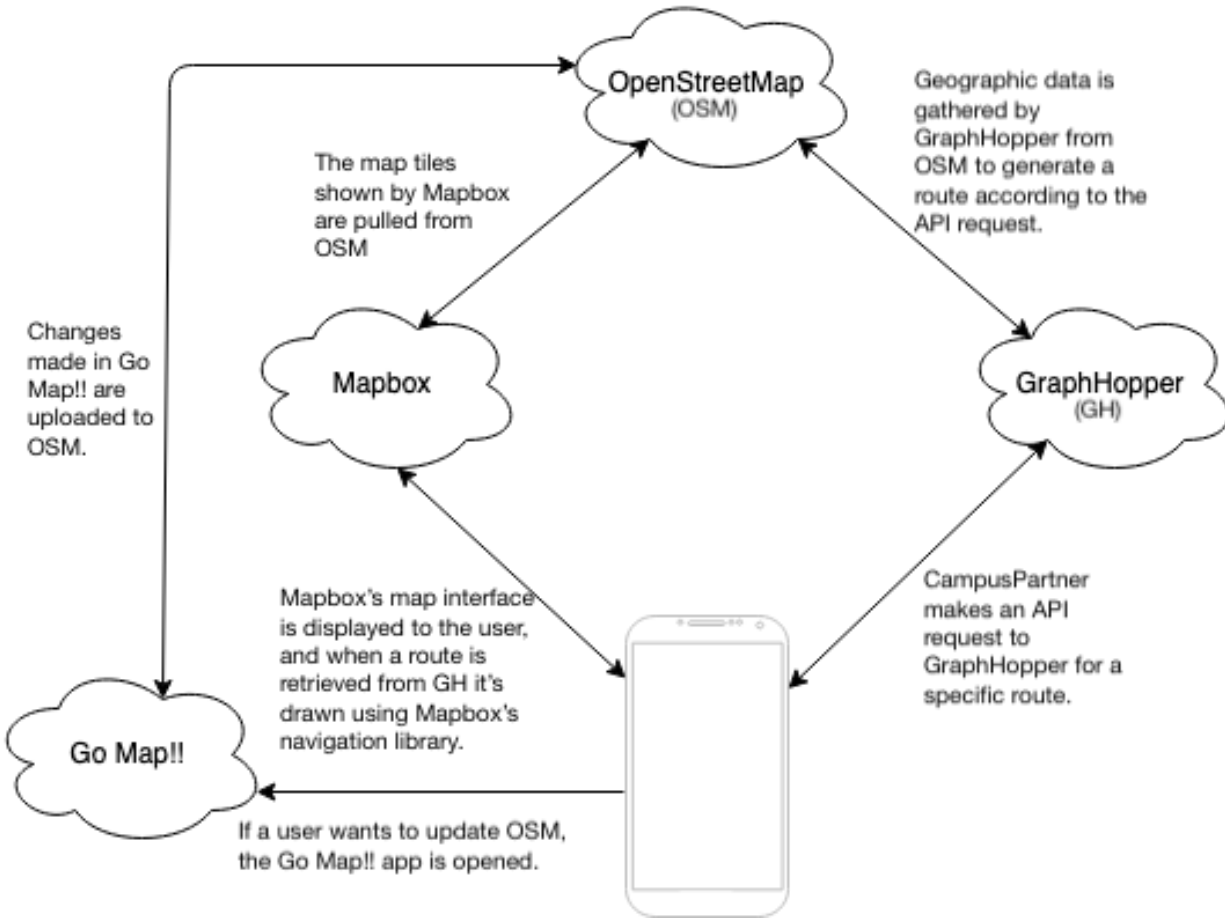 OpenStreetMap
(OSM)
Geographic data is
gathered by
GraphHopper from
OSM to generate a
route according to the
API request.
The map tiles
shown by Mapbox
are pulled from
OSM
Changes
made in Go
Map!! are
uploaded to
OSM.
Mapbox
GraphHopper
(GH)
Mapbox's map interface
is displayed to the user,
and when a route is
retrieved from GH it's
drawn using Mapbox's
navigation library.
CampusPartner
makes an API
request to
GraphHopper for a
specific route.
Go Map!!
If a user wants to update OSM,
the Go Map!! app is opened.